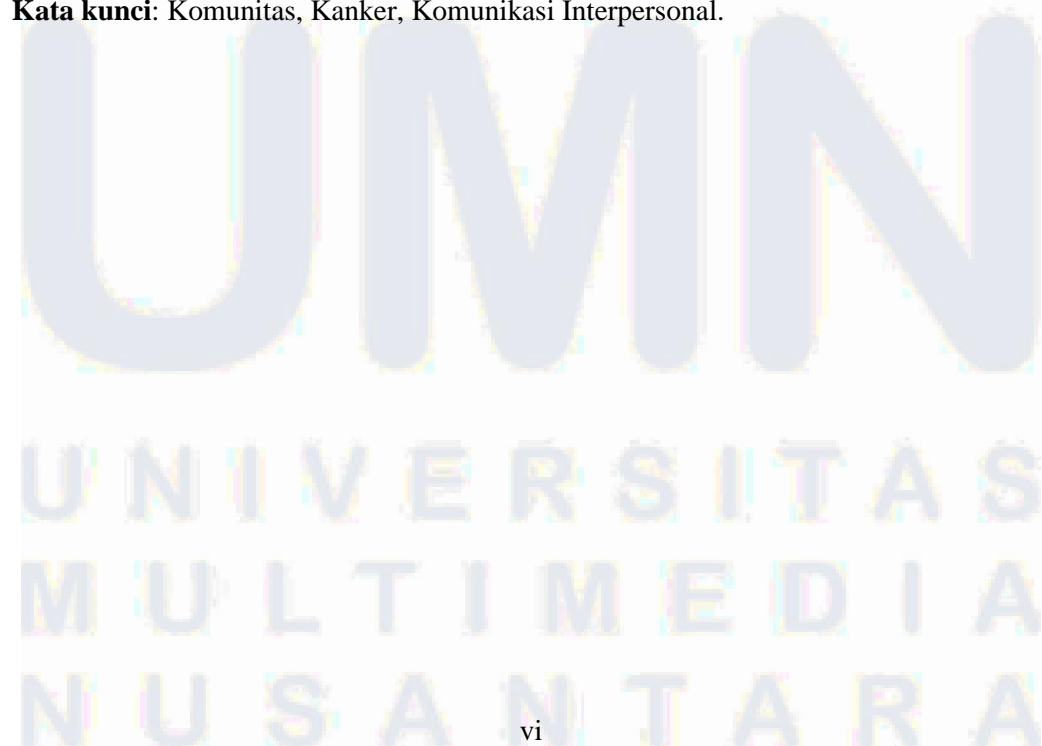 Kata kunci: Komunitas, Kanker, Komunikasi Interpersonal.
UMN
UNIVERSITAS
MULTIMEDIA
NUSANTARA
vi